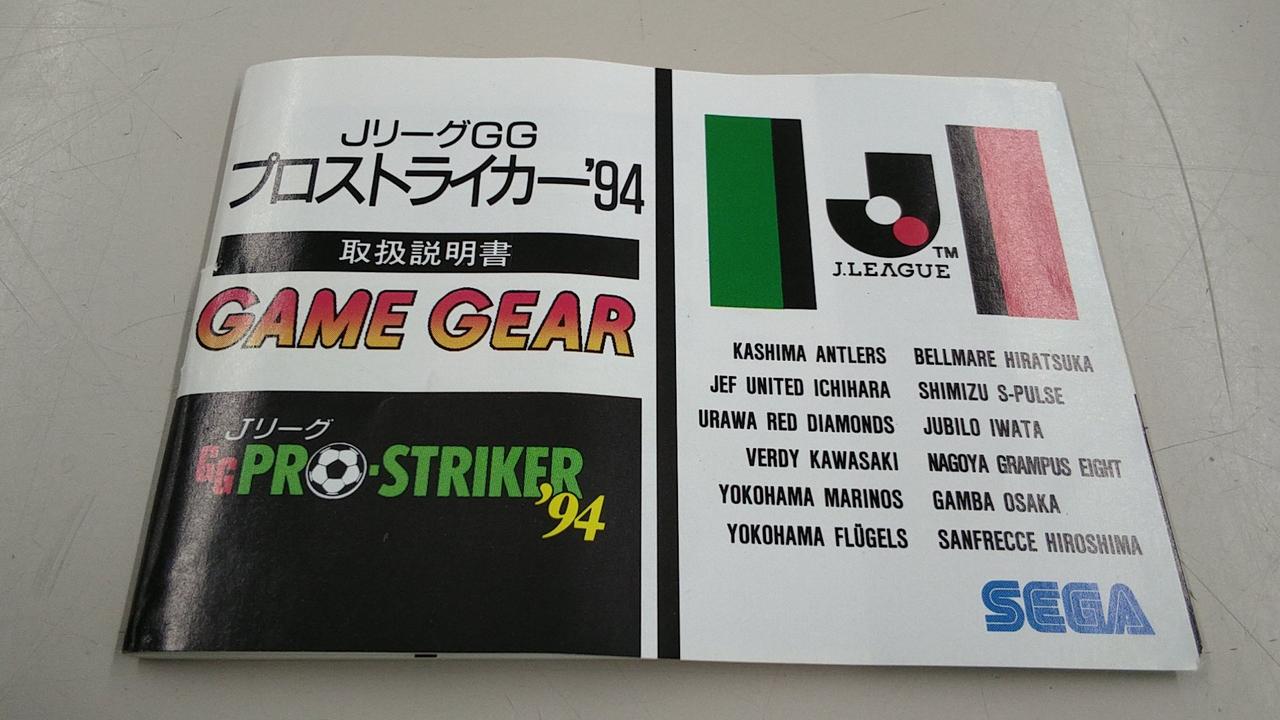 JリーグGG
プロストライカー'94
取扱説明書
GAME GEAR
Jリーグ
GG PRO-STRIKER
'94
J
TM
J.LEAGUE
KASHIMA ANTLERS BELLMARE HIRATSUKA
JEF UNITED ICHIHARA SHIMIZU S-PULSE
URAWA RED DIAMONDS JUBILO IWATA
VERDY KAWASAKI NAGOYA GRAMPUS EIGHT
YOKOHAMA MARINOS GAMBA OSAKA
YOKOHAMA FLÜGELS SANFRECCE HIROSHIMA
SEGA